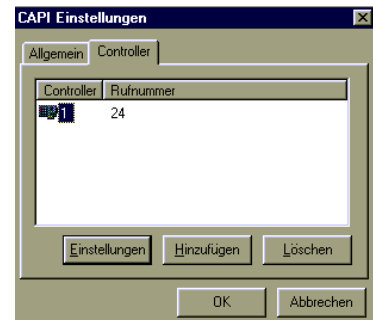 CAPI Einstellungen
Allgemein Controller
Controller Rufnummer
1 24
Einstellungen Hinzufügen Löschen
OK Abbrechen